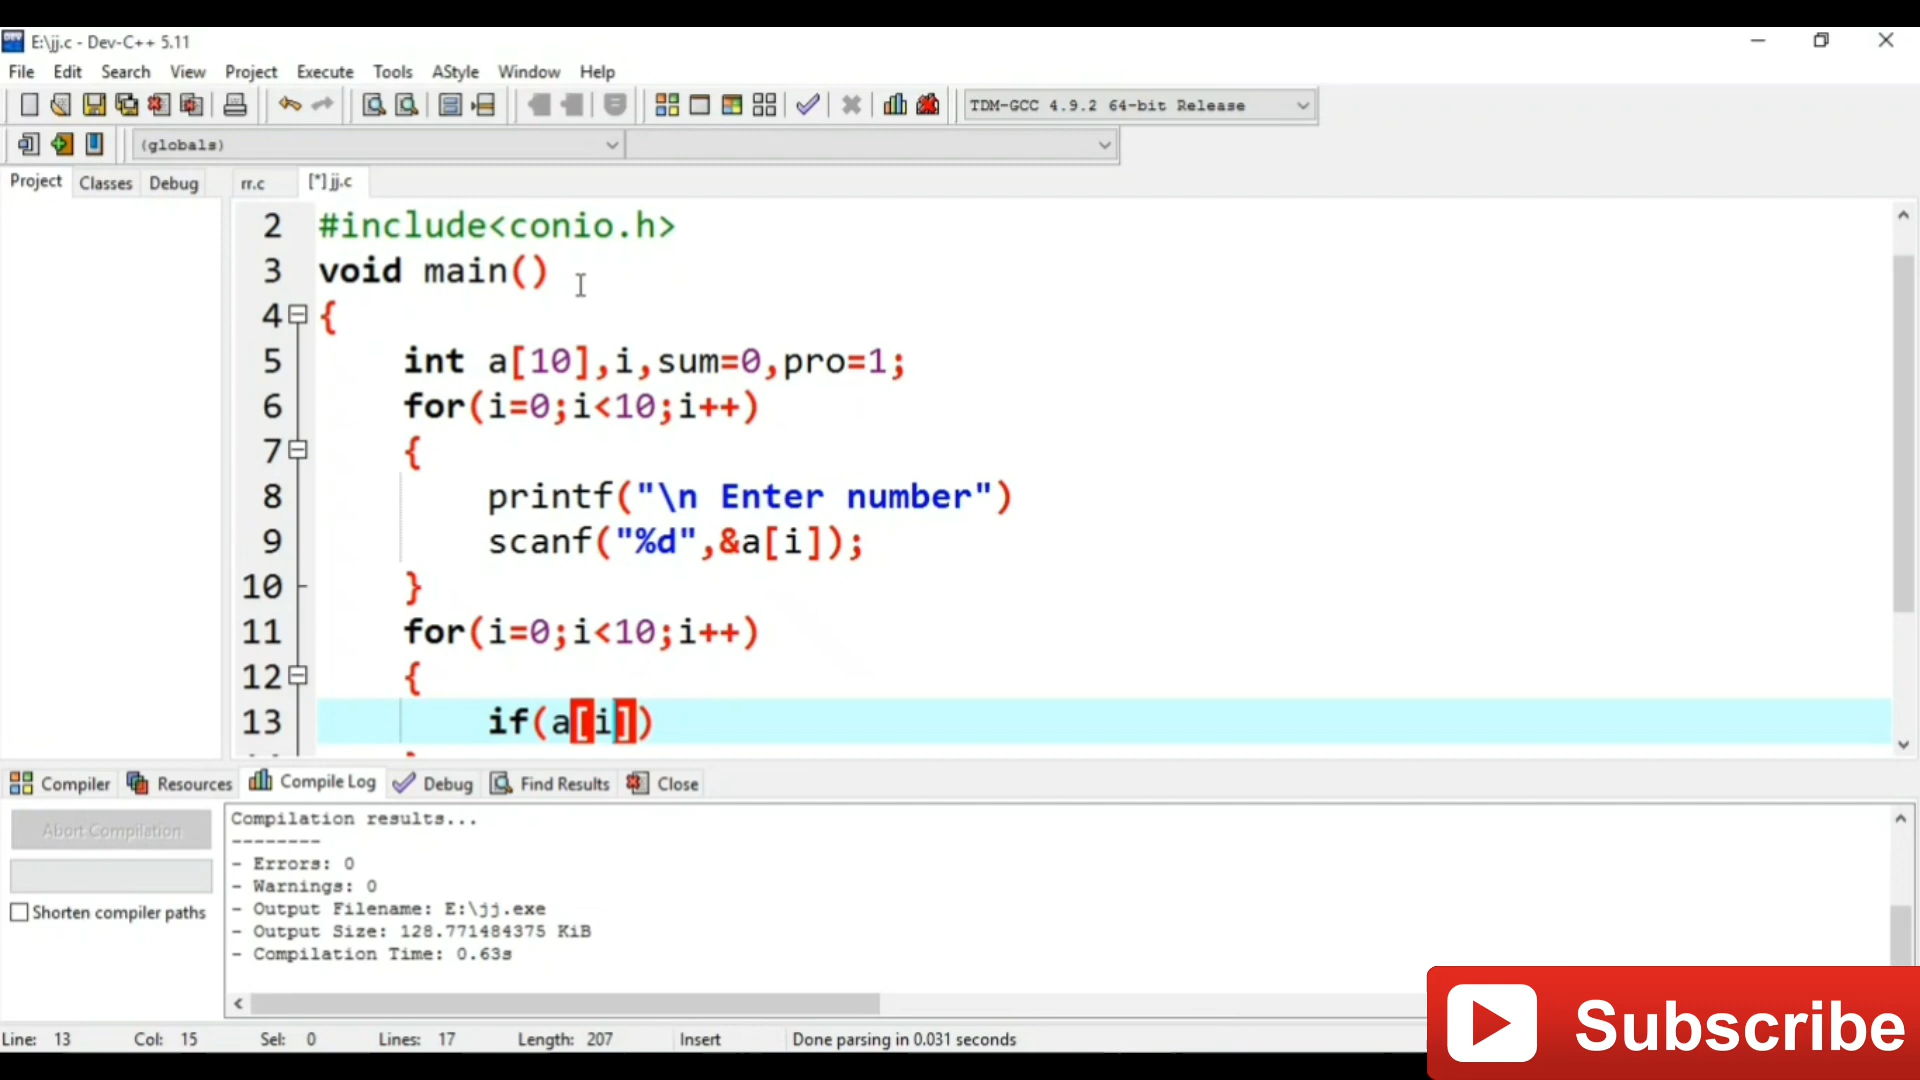 E:\jj.c - Dev-C++ 5.11
File Edit Search View Project Execute Tools AStyle Window Help
TDM-GCC 4.9.2 64-bit Release
(globals)
Project Classes Debug rr.c [*] jj.c
2 #include<conio.h>
3 void main()
4 {
5 int a[10],i,sum=0,pro=1;
6 for(i=0;i<10;i++)
7 {
8 printf("\n Enter number")
9 scanf("%d",&a[i]);
10 }
11 for(i=0;i<10;i++)
12 {
13 if(a[i])
Compiler Resources Compile Log Debug Find Results Close
Abort Compilation
Shorten compiler paths
Compilation results...
--------
- Errors: 0
- Warnings: 0
- Output Filename: E:\jj.exe
- Output Size: 128.771484375 KiB
- Compilation Time: 0.63s
Line: 13 Col: 15 Sel: 0 Lines: 17 Length: 207 Insert Done parsing in 0.031 seconds
Subscribe